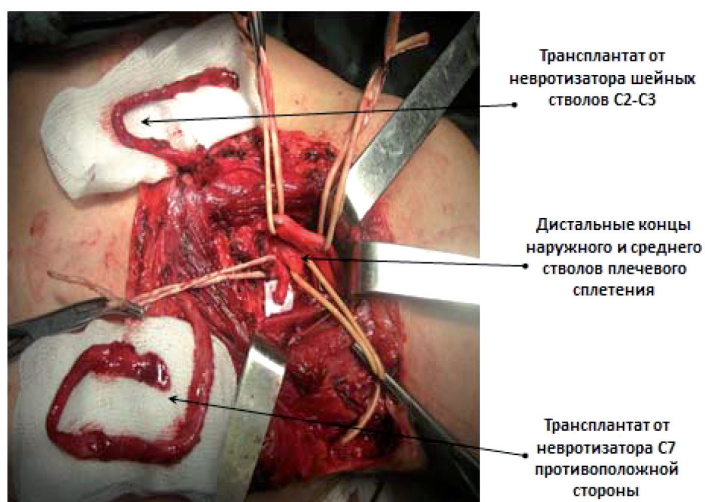 Трансплантат от
невротизатора шейных
стволов С2-С3
Дистальные концы
наружного и среднего
стволов плечевого
сплетения
Трансплантат от
невротизатора С7
противоположной
стороны